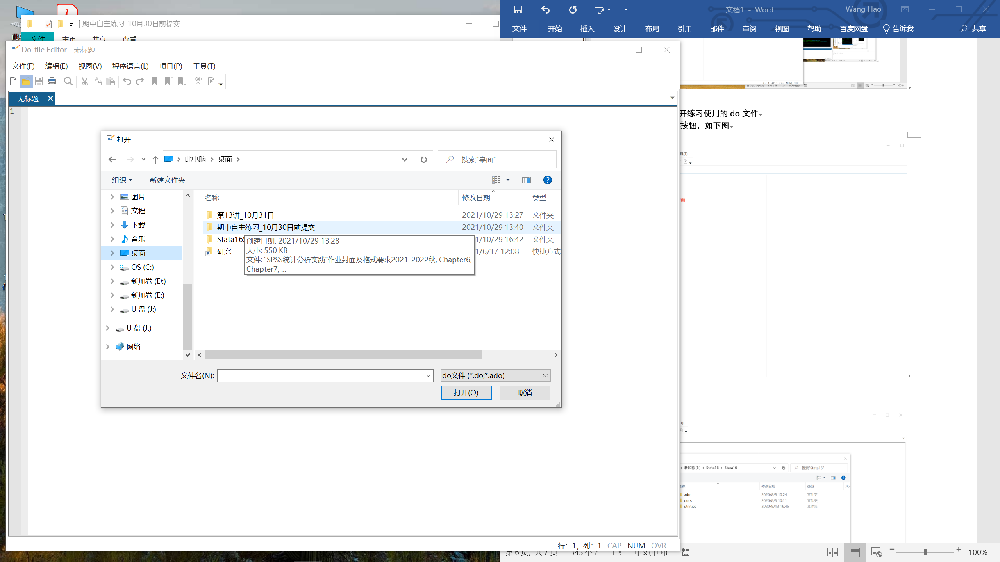 期中自主练习_10月30日前提交
文件
主页
共享
查看
Do-file Editor - 无标题
文件(F) 编辑(E) 视图(V) 程序语言(L) 项目(P) 工具(T)
无标题
1
打开
此电脑 桌面
搜索"桌面"
组织 新建文件夹
图片
文档
下载
音乐
桌面
OS (C:)
新加卷 (D:)
新加卷 (E:)
U 盘 (J:)
U 盘 (J:)
网络
名称 修改日期 类型
第13讲_10月31日 2021/10/29 13:27 文件夹
期中自主练习_10月30日前提交 2021/10/29 13:40 文件夹
Stata16 1/10/29 16:42 文件夹
研究 1/6/17 12:08 快捷方式
创建日期: 2021/10/29 13:28
大小: 550 KB
文件: “SPSS统计分析实践”作业封面及格式要求2021-2022秋, Chapter6,
Chapter7, ...
文件名(N):
do文件 (*.do;*.ado)
打开(O) 取消
行: 1, 列: 1 CAP NUM OVR
文档1 - Word
Wang Hao
文件 开始 插入 设计 布局 引用 邮件 审阅 视图 帮助 百度网盘 告诉我 共享
行: 1, 列: 1 CAP NUM OVR
100%
开练习使用的 do 文件
按钮，如下图
具(T)
面
T)
新加卷 (E:) Stata16 Stata16
搜索"Stata16"
名称 修改日期 类型 大小
ado 2020/8/5 10:24 文件夹
docs 2020/8/5 10:11 文件夹
utilities 2020/8/13 16:46 文件夹
第 6 页，共 7 页 345 个字 中文(中国)
100%